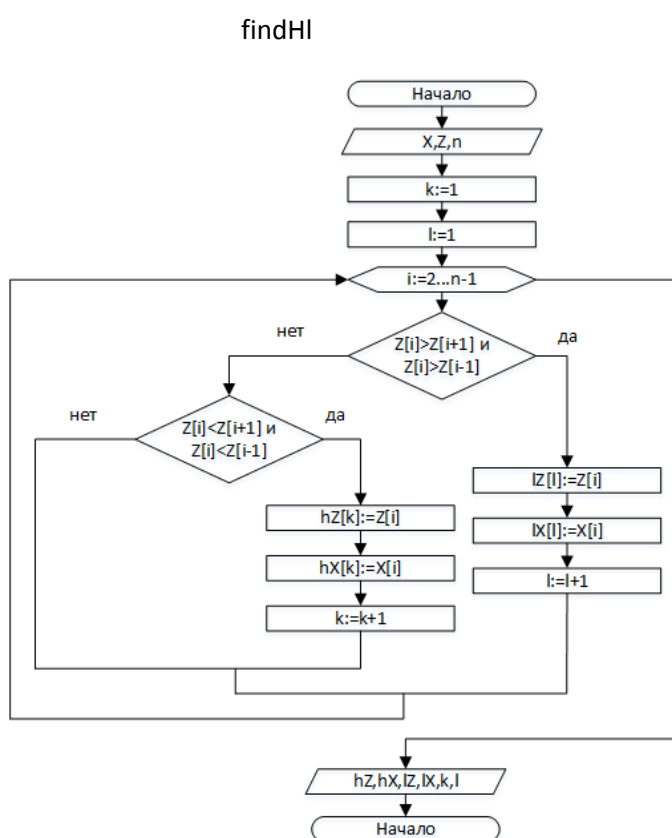 findHl
Начало
X,Z,n
k:=1
l:=1
i:=2...n-1
нет
Z[i]>Z[i+1] и
Z[i]>Z[i-1]
да
нет
Z[i]<Z[i+1] и
Z[i]<Z[i-1]
да
lZ[l]:=Z[i]
hZ[k]:=Z[i]
lX[l]:=X[i]
hX[k]:=X[i]
l:=l+1
k:=k+1
hZ,hX,lZ,lX,k,l
Начало